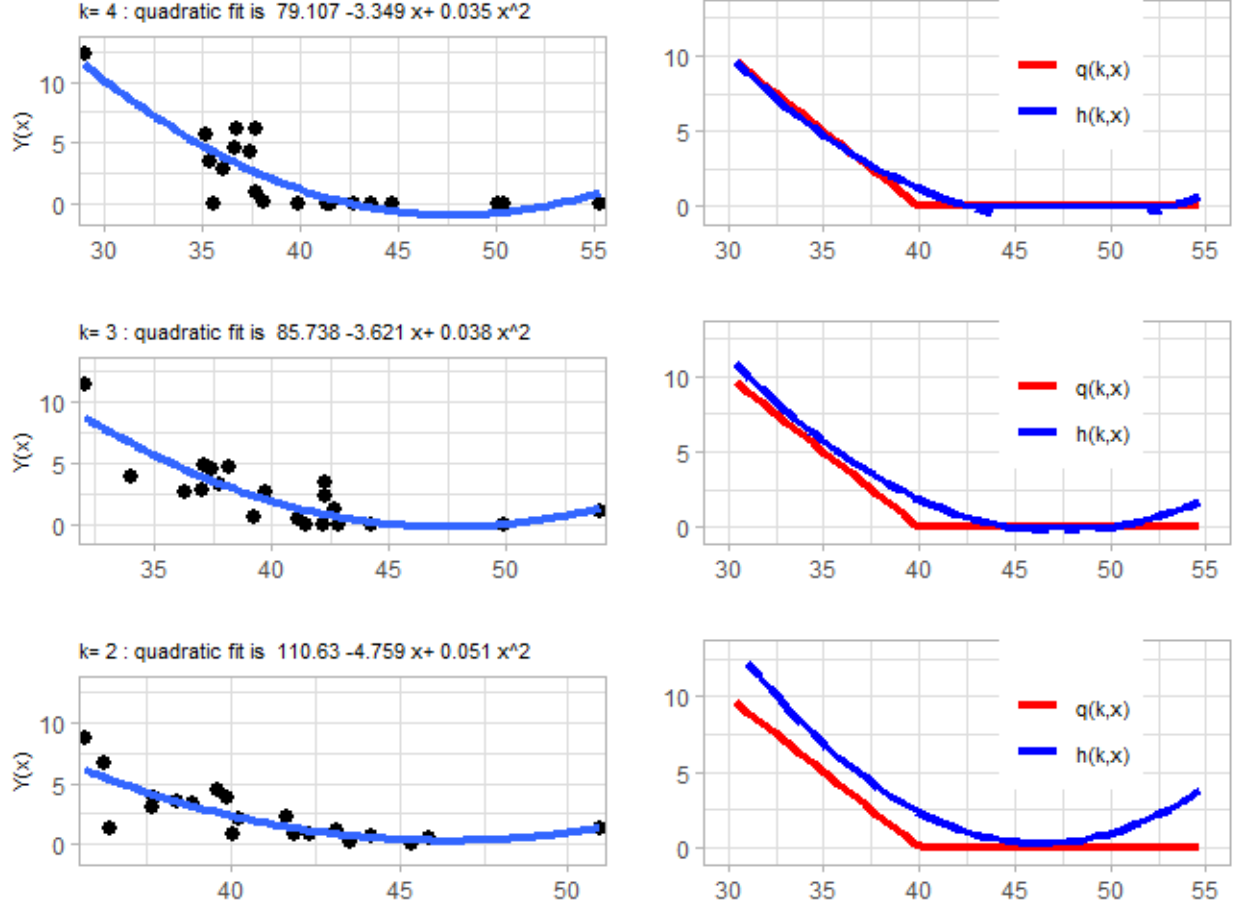 k= 4 : quadratic fit is 79.107 -3.349 x+ 0.035 x^2
Y(x)
10
5
0
30 35 40 45 50 55
10
5
0
q(k,x)
h(k,x)
30 35 40 45 50 55
k= 3 : quadratic fit is 85.738 -3.621 x+ 0.038 x^2
Y(x)
10
5
0
35 40 45 50
10
5
0
q(k,x)
h(k,x)
30 35 40 45 50 55
k= 2 : quadratic fit is 110.63 -4.759 x+ 0.051 x^2
Y(x)
10
5
0
40 45 50
10
5
0
q(k,x)
h(k,x)
30 35 40 45 50 55